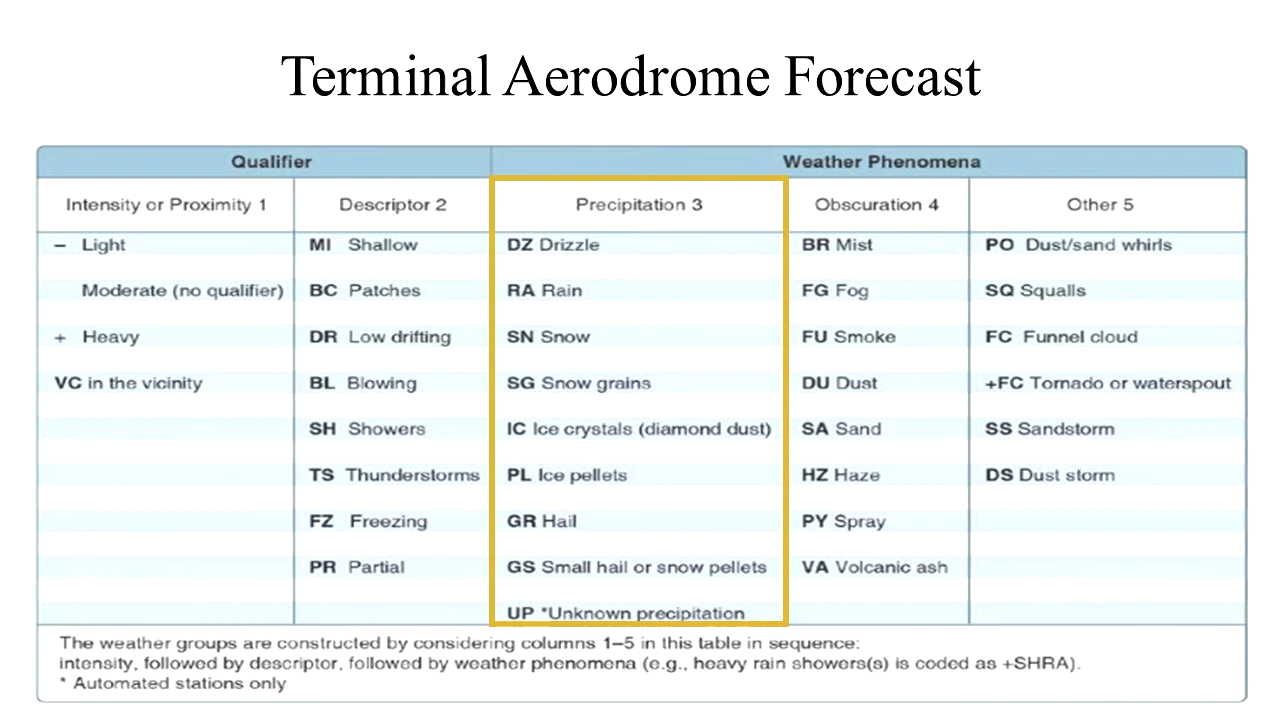 Terminal Aerodrome Forecast
Qualifier Weather Phenomena
Intensity or Proximity 1 Descriptor 2 Precipitation 3 Obscuration 4 Other 5
– Light MI Shallow DZ Drizzle BR Mist PO Dust/sand whirls
Moderate (no qualifier) BC Patches RA Rain FG Fog SQ Squalls
+ Heavy DR Low drifting SN Snow FU Smoke FC Funnel cloud
VC in the vicinity BL Blowing SG Snow grains DU Dust +FC Tornado or waterspout
SH Showers IC Ice crystals (diamond dust) SA Sand SS Sandstorm
TS Thunderstorms PL Ice pellets HZ Haze DS Dust storm
FZ Freezing GR Hail PY Spray
PR Partial GS Small hail or snow pellets VA Volcanic ash
UP *Unknown precipitation
The weather groups are constructed by considering columns 1–5 in this table in sequence:
intensity, followed by descriptor, followed by weather phenomena (e.g., heavy rain showers(s) is coded as +SHRA).
* Automated stations only